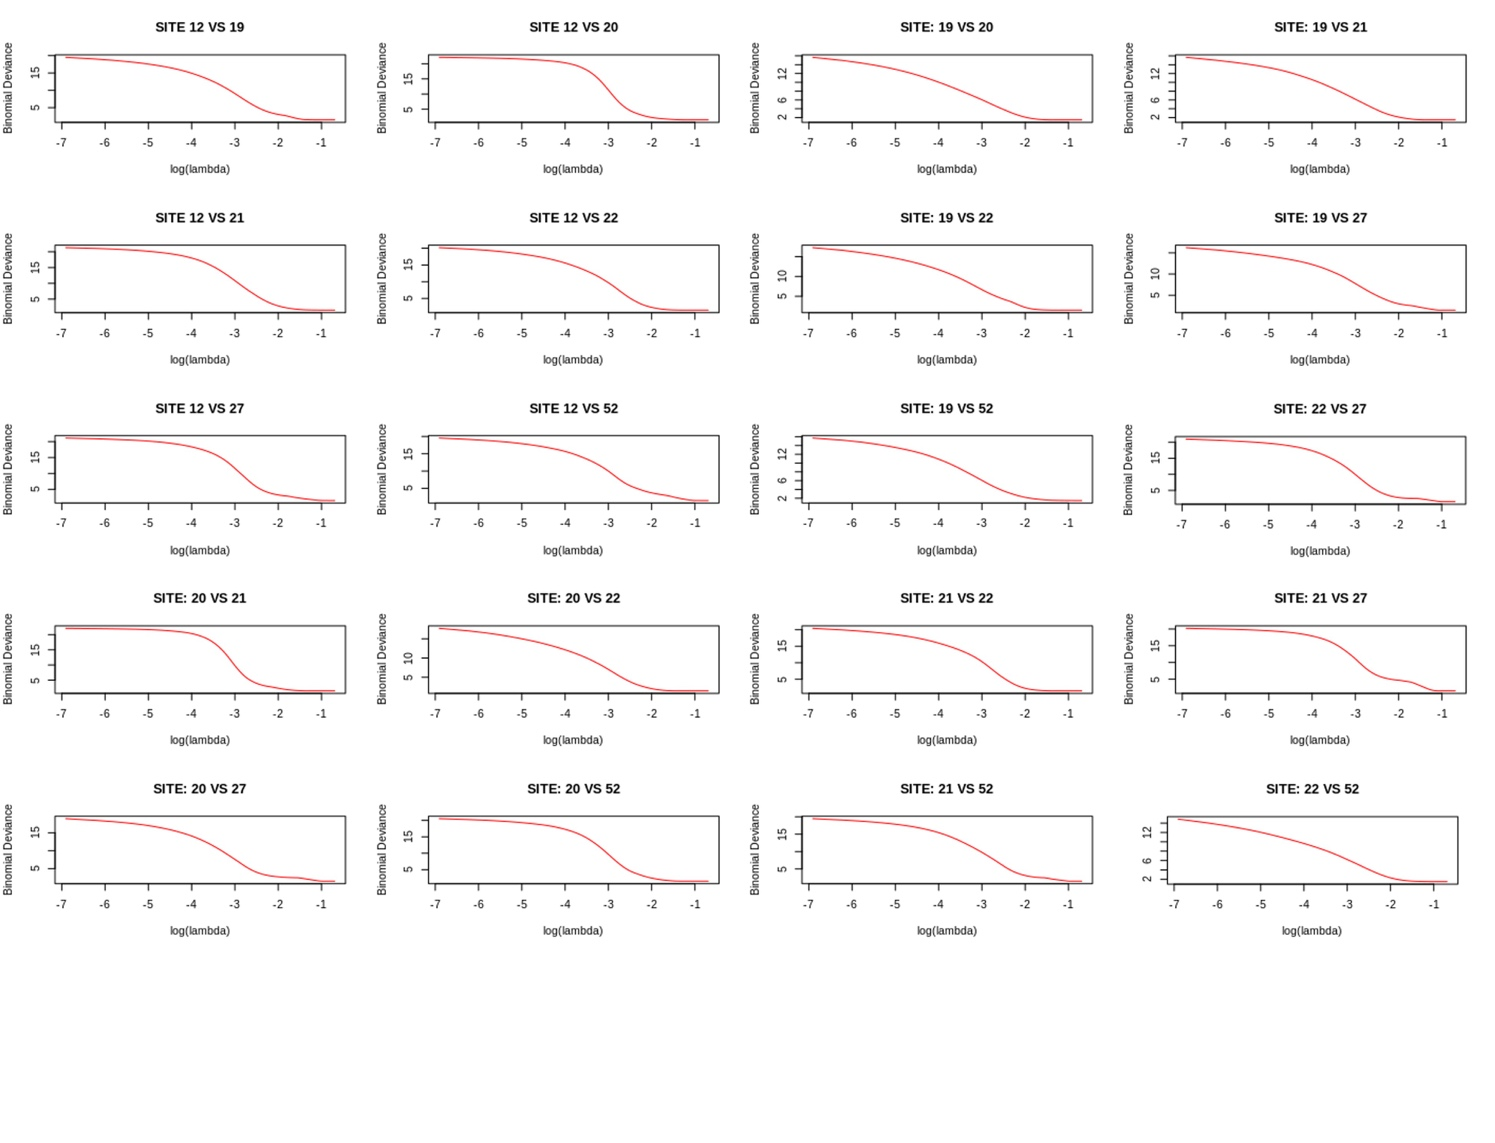 SITE 12 VS 19
Binomial Deviance
15
5
-7 -6 -5 -4 -3 -2 -1
log(lambda)
SITE 12 VS 20
Binomial Deviance
15
5
-7 -6 -5 -4 -3 -2 -1
log(lambda)
SITE: 19 VS 20
Binomial Deviance
12
6
2
-7 -6 -5 -4 -3 -2 -1
log(lambda)
SITE: 19 VS 21
Binomial Deviance
12
6
2
-7 -6 -5 -4 -3 -2 -1
log(lambda)
SITE 12 VS 21
Binomial Deviance
15
5
-7 -6 -5 -4 -3 -2 -1
log(lambda)
SITE 12 VS 22
Binomial Deviance
15
5
-7 -6 -5 -4 -3 -2 -1
log(lambda)
SITE: 19 VS 22
Binomial Deviance
10
5
-7 -6 -5 -4 -3 -2 -1
log(lambda)
SITE: 19 VS 27
Binomial Deviance
10
5
-7 -6 -5 -4 -3 -2 -1
log(lambda)
SITE 12 VS 27
Binomial Deviance
15
5
-7 -6 -5 -4 -3 -2 -1
log(lambda)
SITE 12 VS 52
Binomial Deviance
15
5
-7 -6 -5 -4 -3 -2 -1
log(lambda)
SITE: 19 VS 52
Binomial Deviance
12
6
2
-7 -6 -5 -4 -3 -2 -1
log(lambda)
SITE: 22 VS 27
Binomial Deviance
15
5
-7 -6 -5 -4 -3 -2 -1
log(lambda)
SITE: 20 VS 21
Binomial Deviance
15
5
-7 -6 -5 -4 -3 -2 -1
log(lambda)
SITE: 20 VS 22
Binomial Deviance
10
5
-7 -6 -5 -4 -3 -2 -1
log(lambda)
SITE: 21 VS 22
Binomial Deviance
15
5
-7 -6 -5 -4 -3 -2 -1
log(lambda)
SITE: 21 VS 27
Binomial Deviance
15
5
-7 -6 -5 -4 -3 -2 -1
log(lambda)
SITE: 20 VS 27
Binomial Deviance
15
5
-7 -6 -5 -4 -3 -2 -1
log(lambda)
SITE: 20 VS 52
Binomial Deviance
15
5
-7 -6 -5 -4 -3 -2 -1
log(lambda)
SITE: 21 VS 52
Binomial Deviance
15
5
-7 -6 -5 -4 -3 -2 -1
log(lambda)
SITE: 22 VS 52
Binomial Deviance
12
6
2
-7 -6 -5 -4 -3 -2 -1
log(lambda)